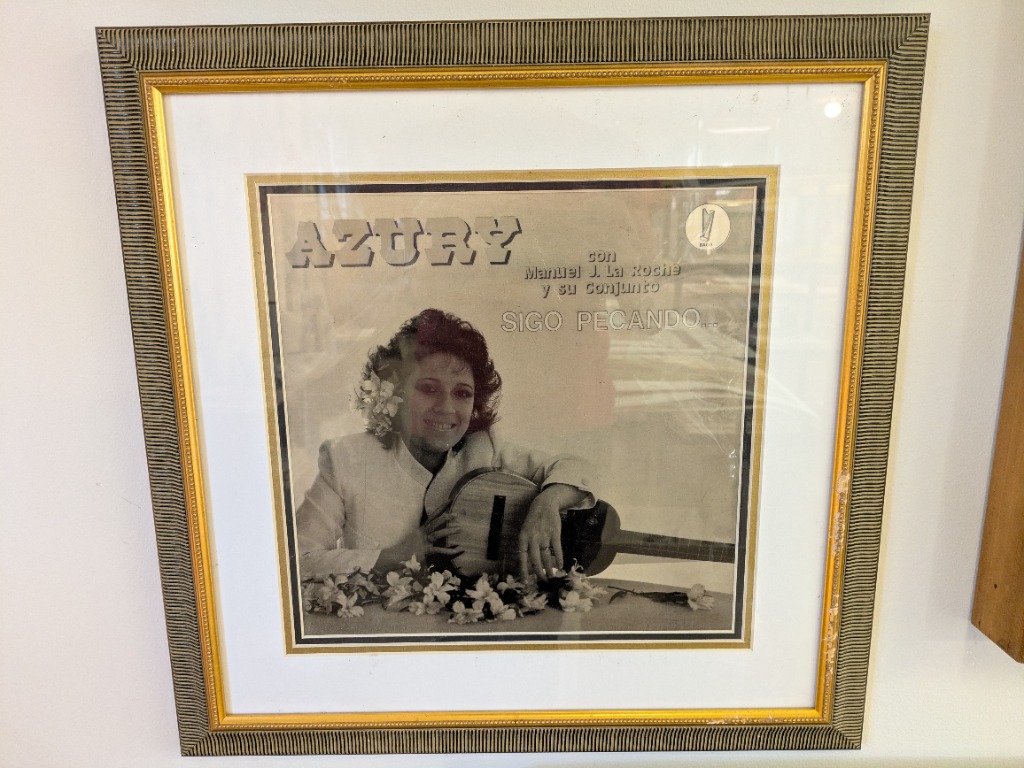 AZURY
con
Manuel J. La Roche
y su Conjunto
SIGO PECANDO...